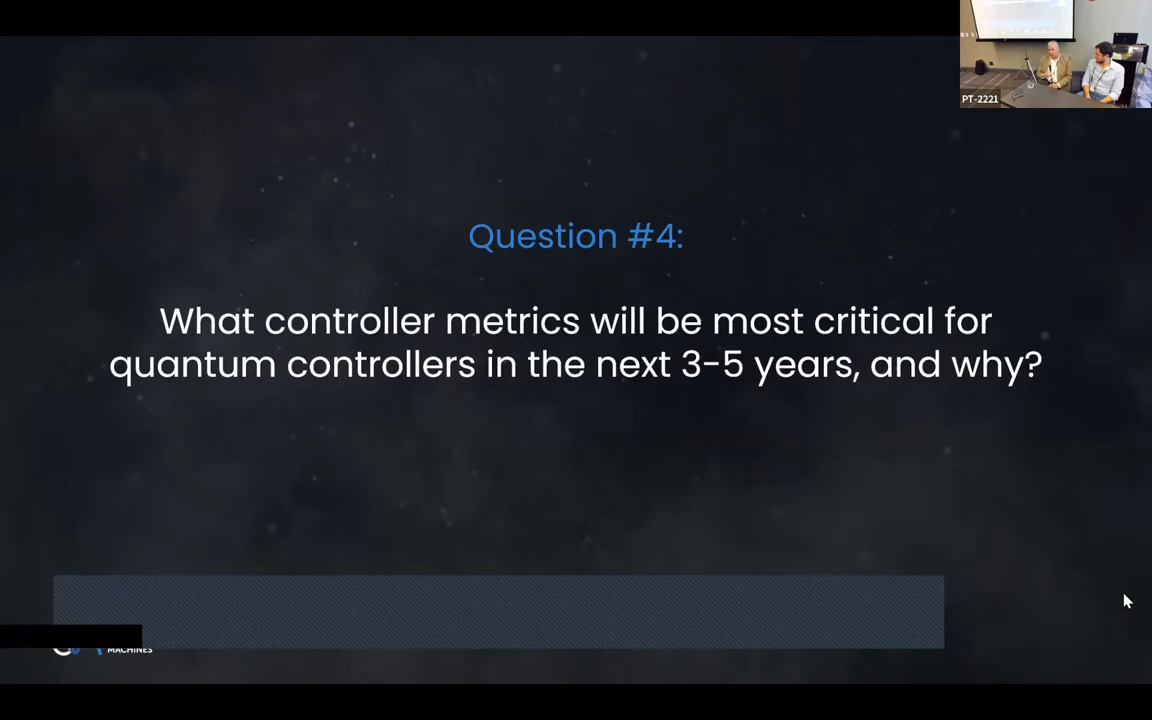 PT-2221
Question #4:
What controller metrics will be most critical for
quantum controllers in the next 3-5 years, and why?
MACHINES